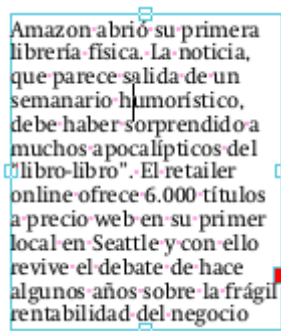 Amazon abrió su primera
librería física. La noticia,
que parece salida de un
semanario humorístico,
debe haber sorprendido a
muchos apocalípticos del
"libro-libro". El retailer
online ofrece 6.000 títulos
a precio web en su primer
local en Seattle y con ello
revive el debate de hace
algunos años sobre la frágil
rentabilidad del negocio